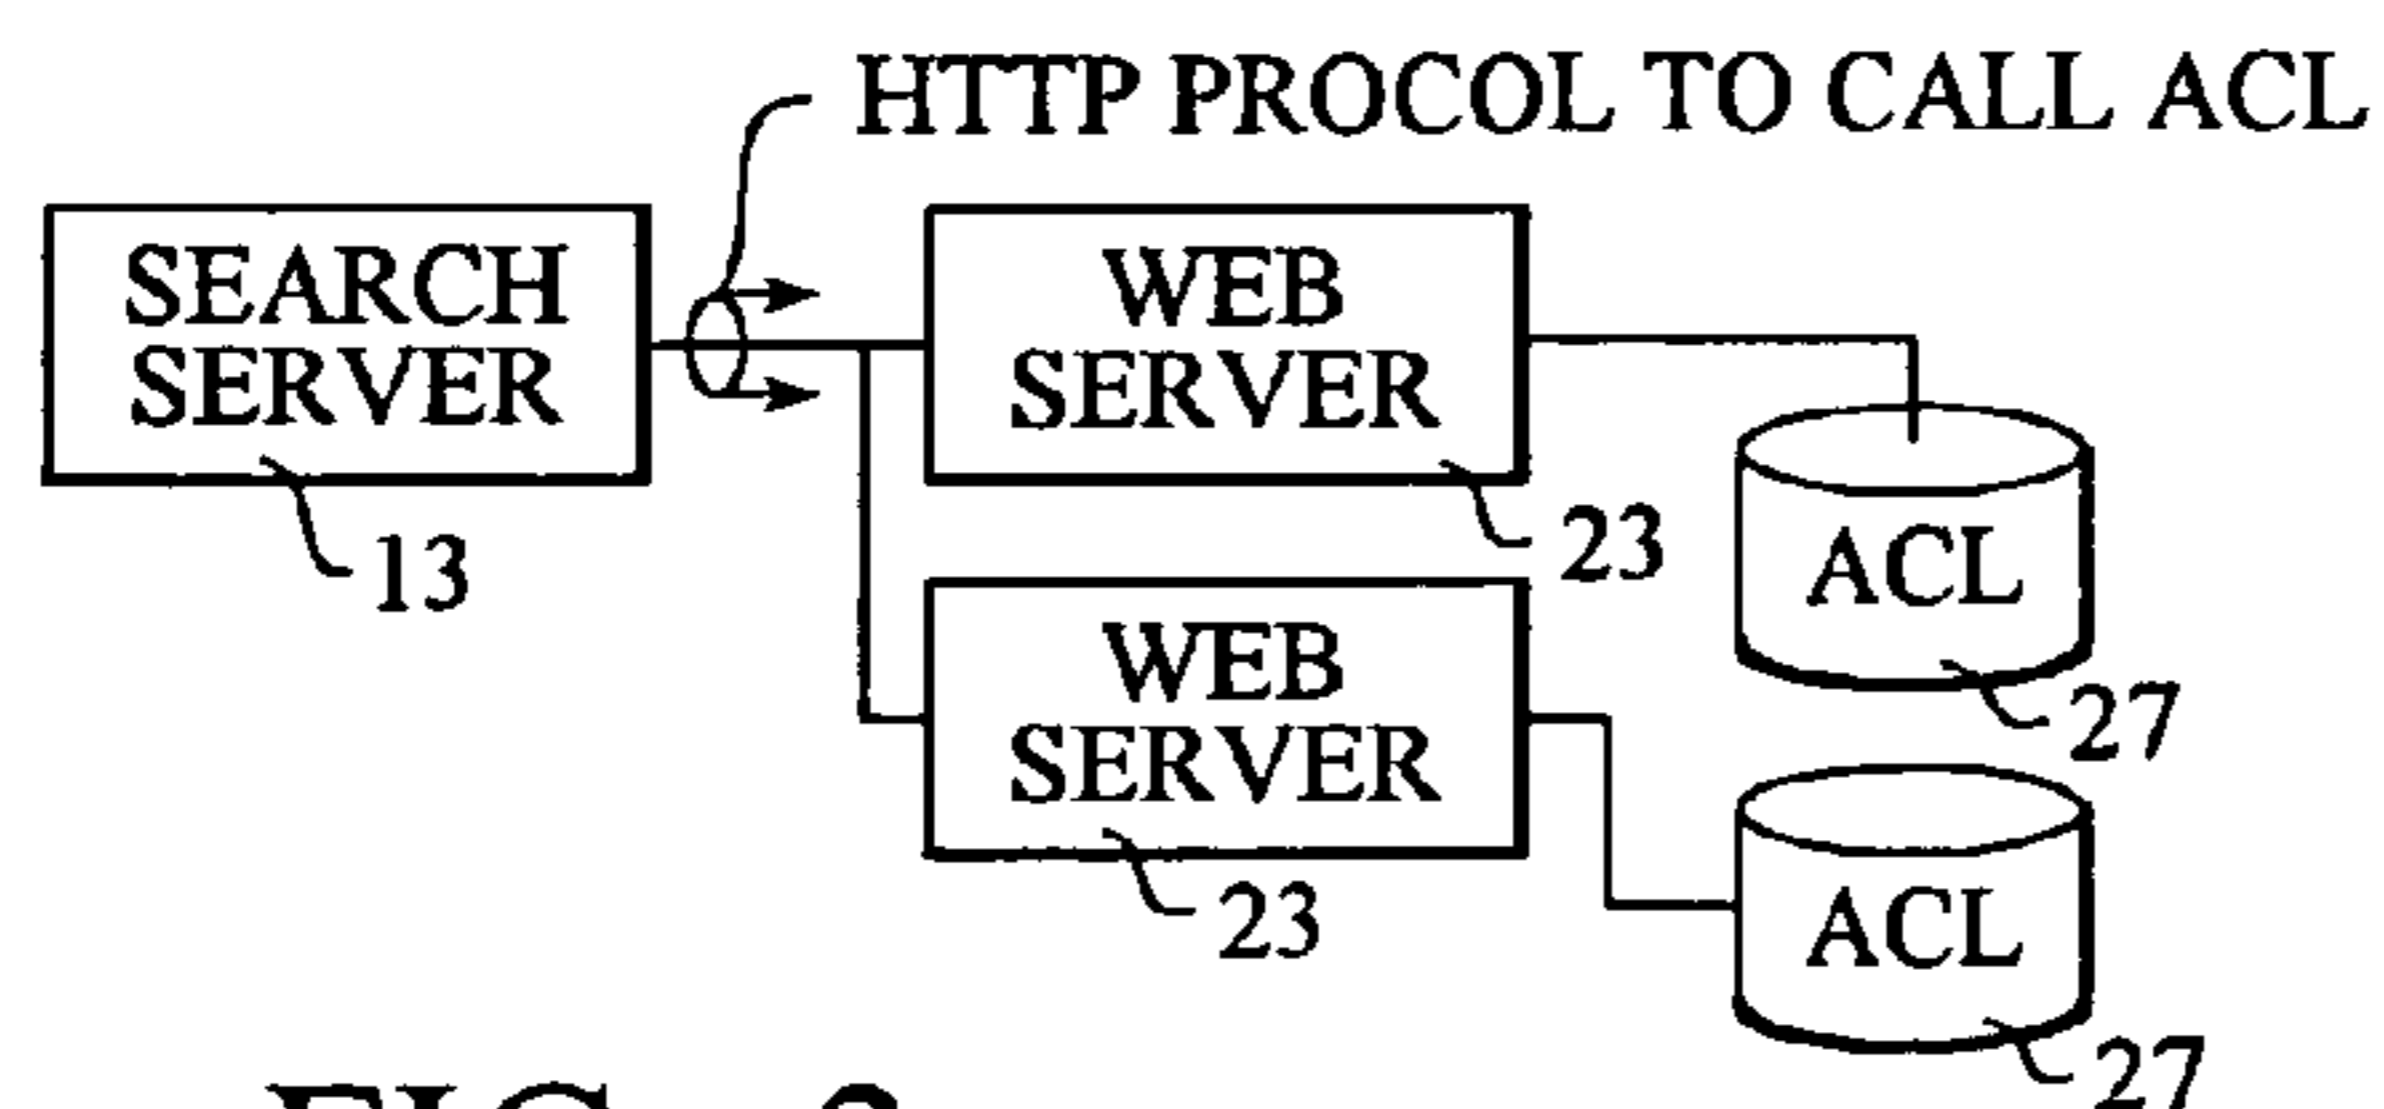 HTTP PROCOL TO CALL ACL
SEARCH
SERVER
13
WEB
SERVER
23
ACL
27
WEB
SERVER
23
ACL
27